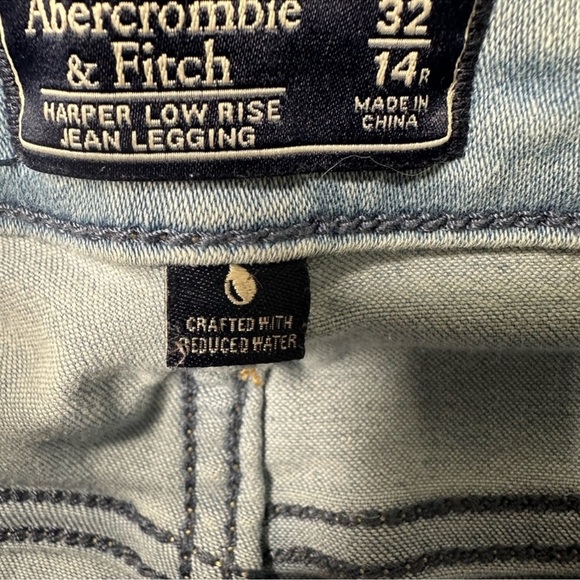 Abercrombie
& Fitch
HARPER LOW RISE
JEAN LEGGING
32
14R
MADE IN
CHINA
CRAFTED WITH
REDUCED WATER